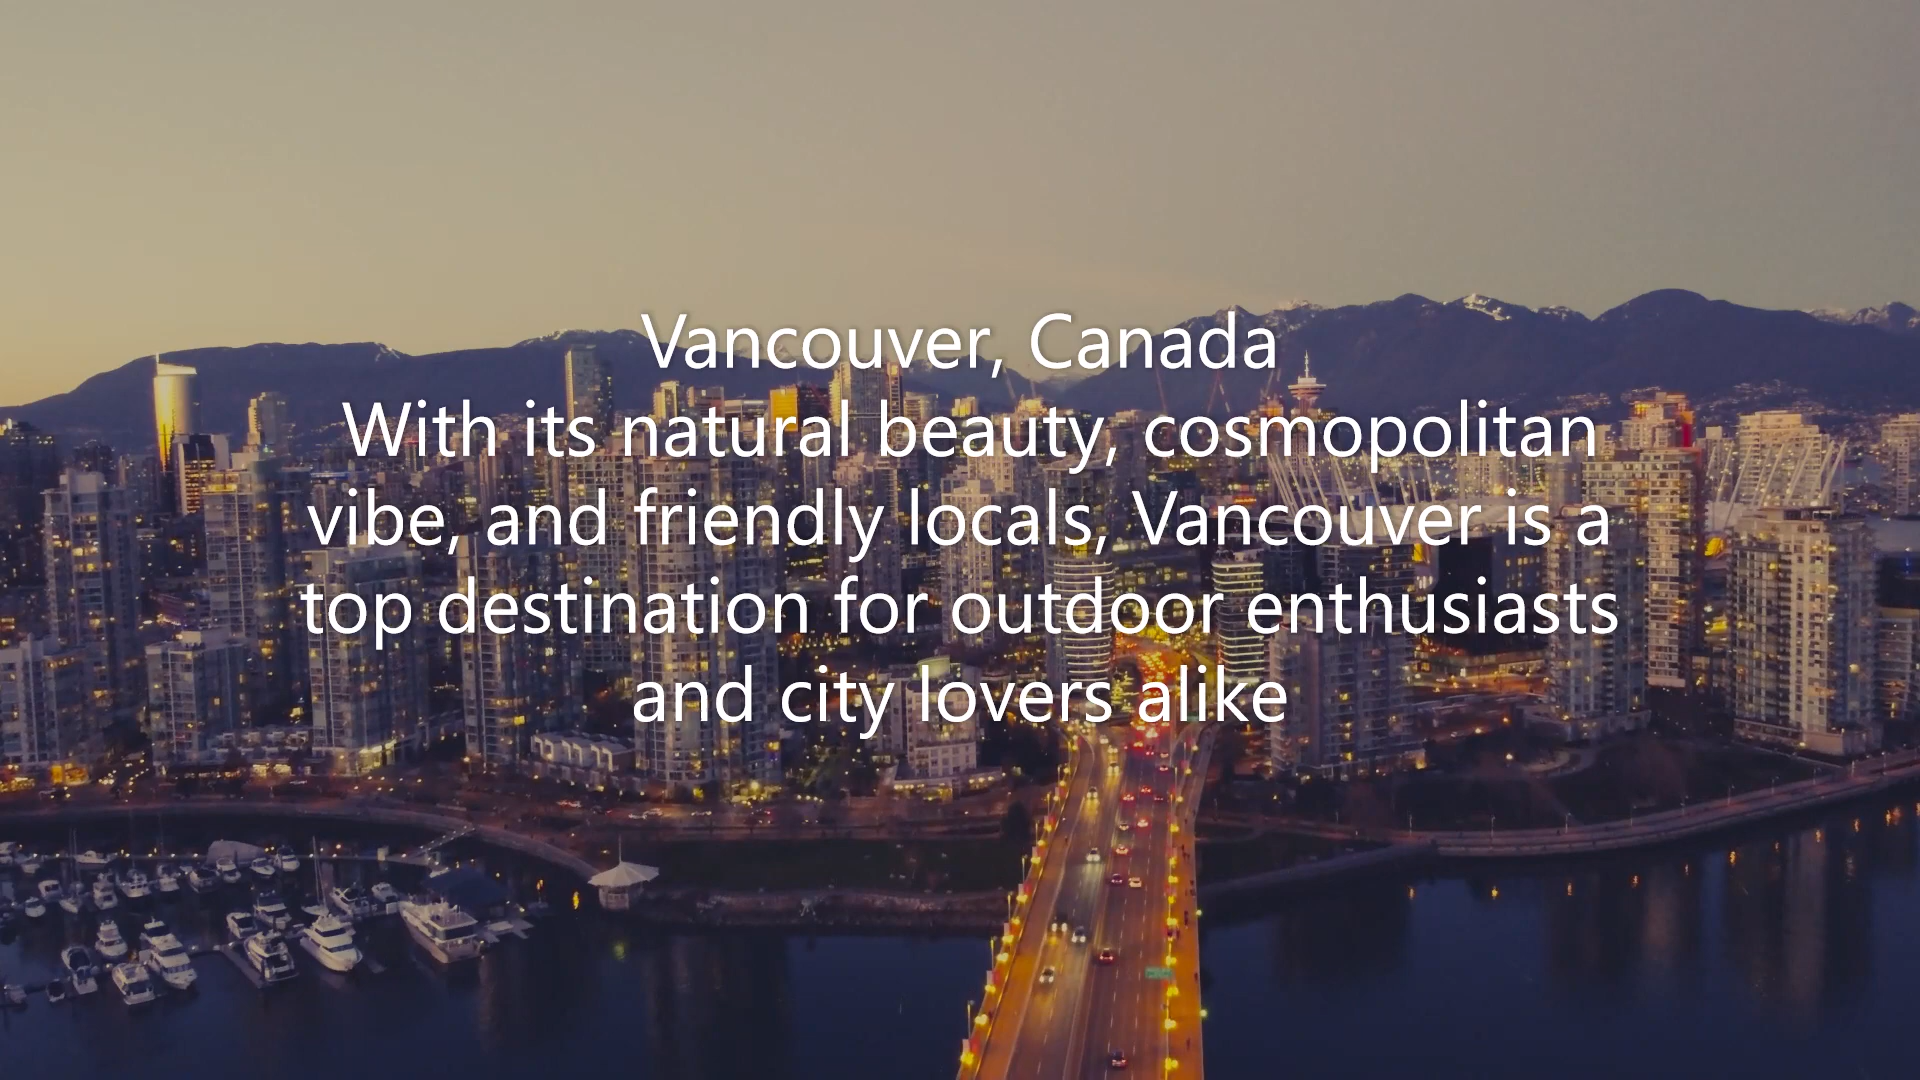 Vancouver, Canada
With its natural beauty, cosmopolitan
vibe, and friendly locals, Vancouver is a
top destination for outdoor enthusiasts
and city lovers alike